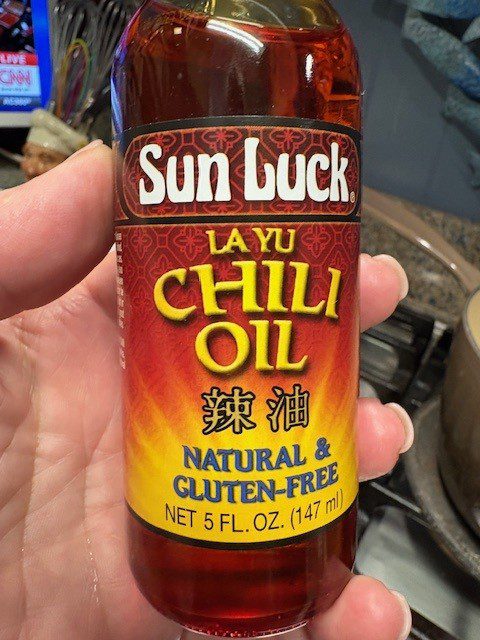 LIVE
CNN
Sun Luck®
LA YU
CHILI
OIL
辣油
NATURAL &
GLUTEN-FREE
NET 5 FL. OZ. (147 ml)